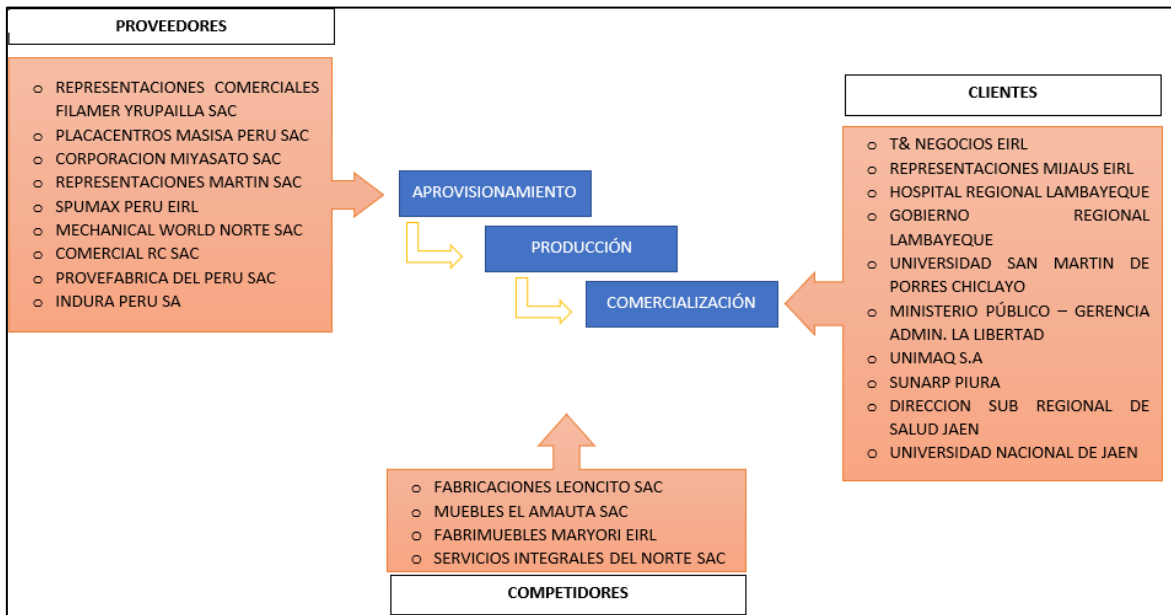 PROVEEDORES
o REPRESENTACIONES COMERCIALES
FILAMER YRUPAILLA SAC
o PLACACENTROS MASISA PERU SAC
o CORPORACION MIYASATO SAC
o REPRESENTACIONES MARTIN SAC
o SPUMAX PERU EIRL
o MECHANICAL WORLD NORTE SAC
o COMERCIAL RC SAC
o PROVEFABRICA DEL PERU SAC
o INDURA PERU SA
APROVISIONAMIENTO
PRODUCCIÓN
COMERCIALIZACIÓN
CLIENTES
o T& NEGOCIOS EIRL
o REPRESENTACIONES MIJAUS EIRL
o HOSPITAL REGIONAL LAMBAYEQUE
o GOBIERNO REGIONAL
LAMBAYEQUE
o UNIVERSIDAD SAN MARTIN DE
PORRES CHICLAYO
o MINISTERIO PÚBLICO – GERENCIA
ADMIN. LA LIBERTAD
o UNIMAQ S.A
o SUNARP PIURA
o DIRECCION SUB REGIONAL DE
SALUD JAEN
o UNIVERSIDAD NACIONAL DE JAEN
o FABRICACIONES LEONCITO SAC
o MUEBLES EL AMAUTA SAC
o FABRIMUEBLES MARYORI EIRL
o SERVICIOS INTEGRALES DEL NORTE SAC
COMPETIDORES